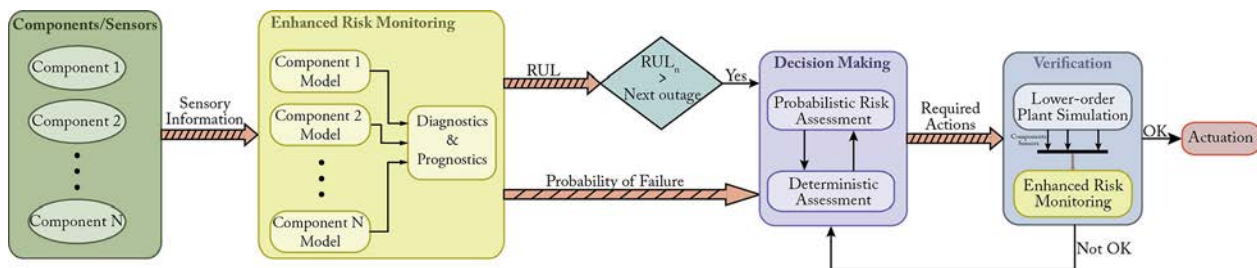 Components/Sensors
Component 1
Component 2
Component N
Sensory
Information
Enhanced Risk Monitoring
Component 1
Model
Component 2
Model
Component N
Model
Diagnostics
&
Prognostics
RUL
RULn
>
Next outage
Yes
Probability of Failure
Decision Making
Probabilistic Risk
Assessment
Deterministic
Assessment
Required
Actions
Verification
Lower-order
Plant Simulation
Components
Sensors
Enhanced Risk
Monitoring
OK
Not OK
Actuation